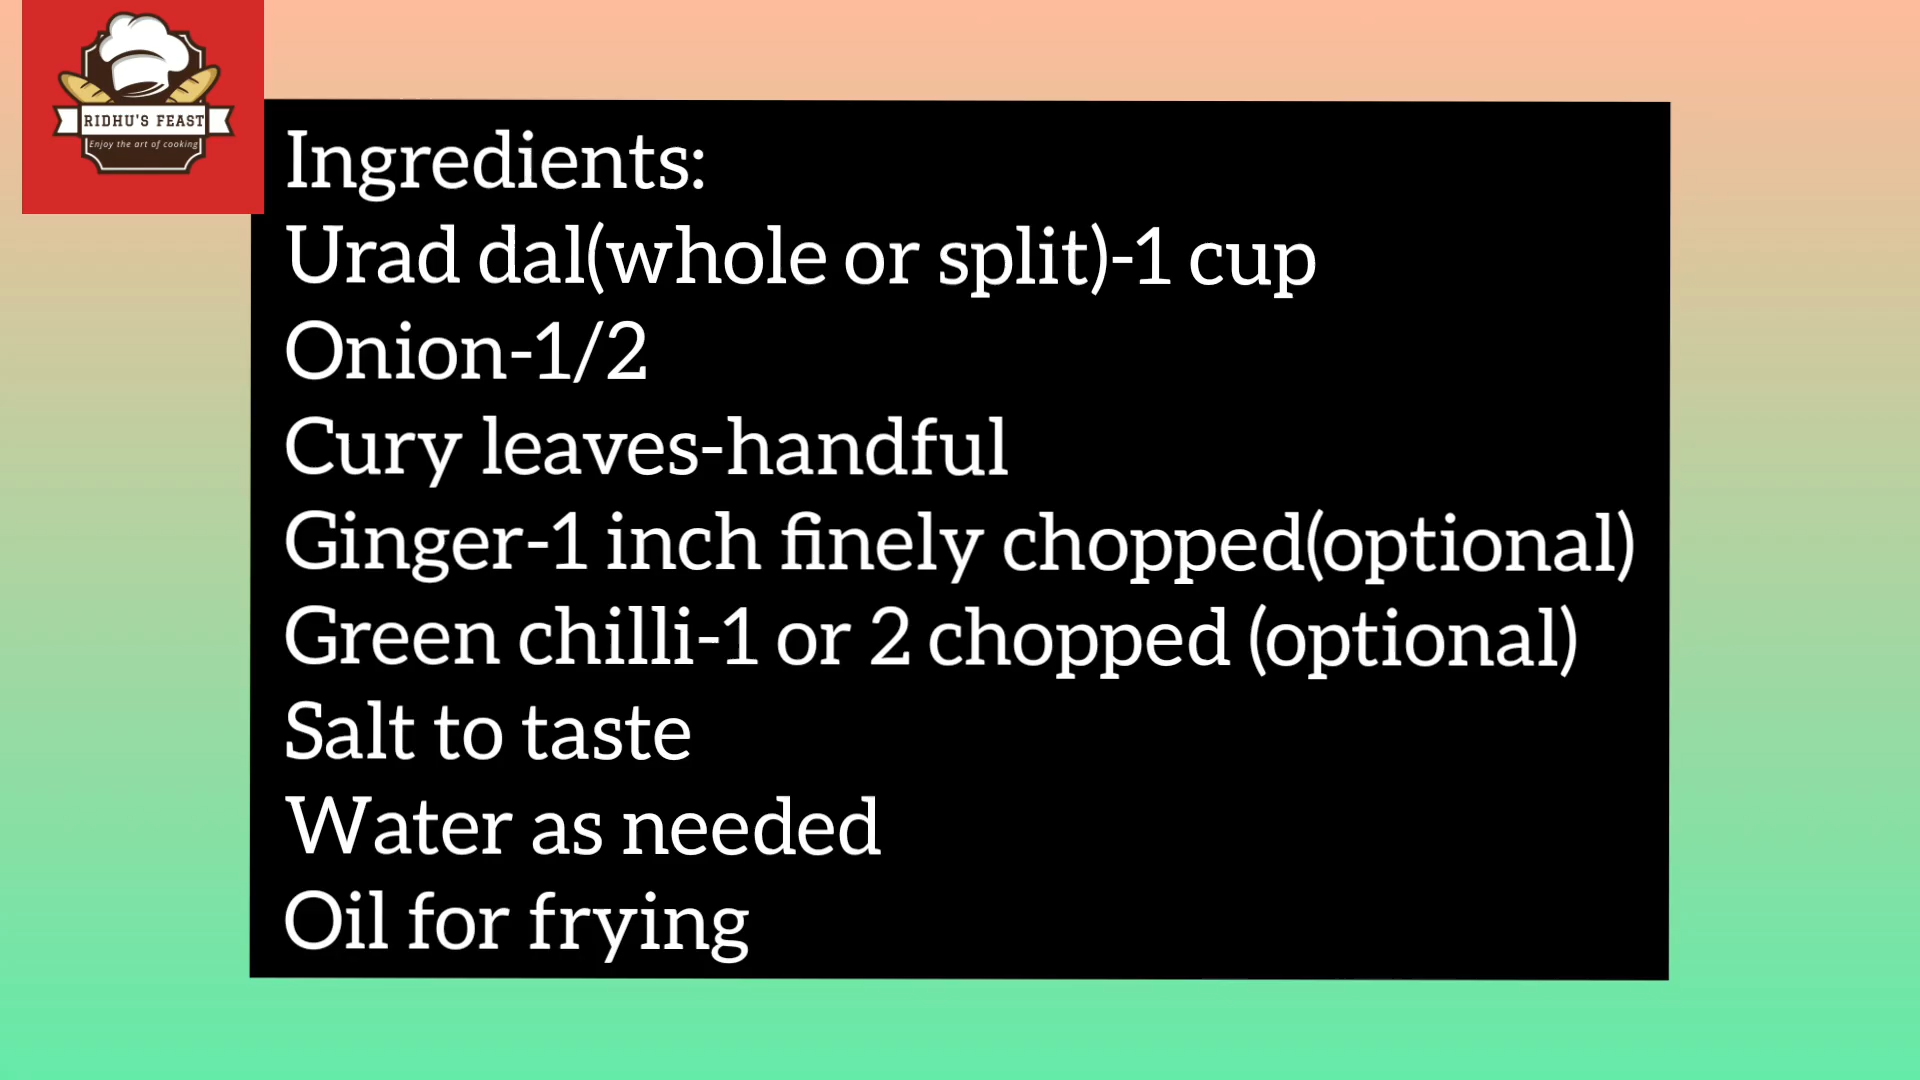 RIDHU'S FEAST
Enjoy the art of cooking
Ingredients:
Urad dal(whole or split)-1 cup
Onion-1/2
Cury leaves-handful
Ginger-1 inch finely chopped(optional)
Green chilli-1 or 2 chopped (optional)
Salt to taste
Water as needed
Oil for frying